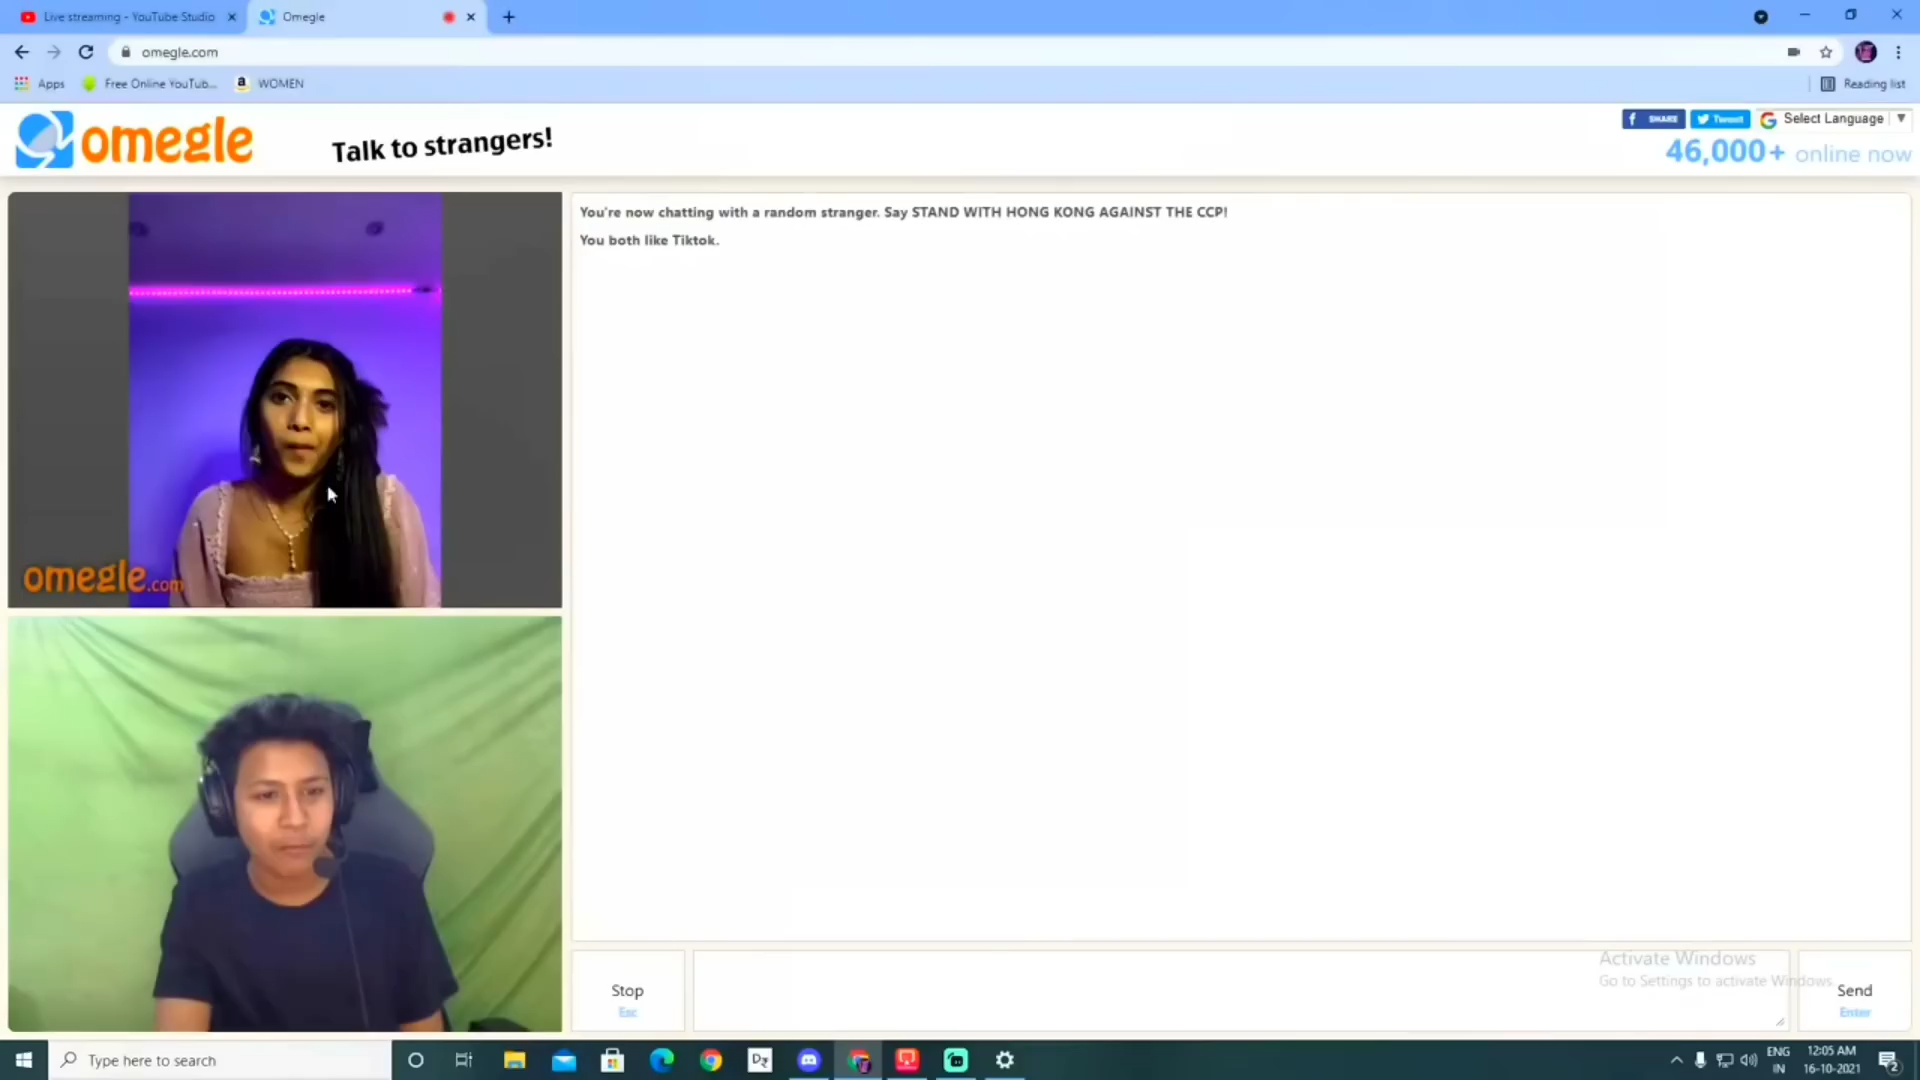 Live streaming - YouTube Studio
Omegle
omegle.com
Apps
Free Online YouTub...
WOMEN
Reading list
omegle
Talk to strangers!
SHARE
Tweet
Select Language
46,000+ online now
You're now chatting with a random stranger. Say STAND WITH HONG KONG AGAINST THE CCP!
You both like Tiktok.
omegle.com
Stop
Esc
Activate Windows
Go to Settings to activate Windows.
Send
Enter
Type here to search
ENG
IN
12:05 AM
16-10-2021
2